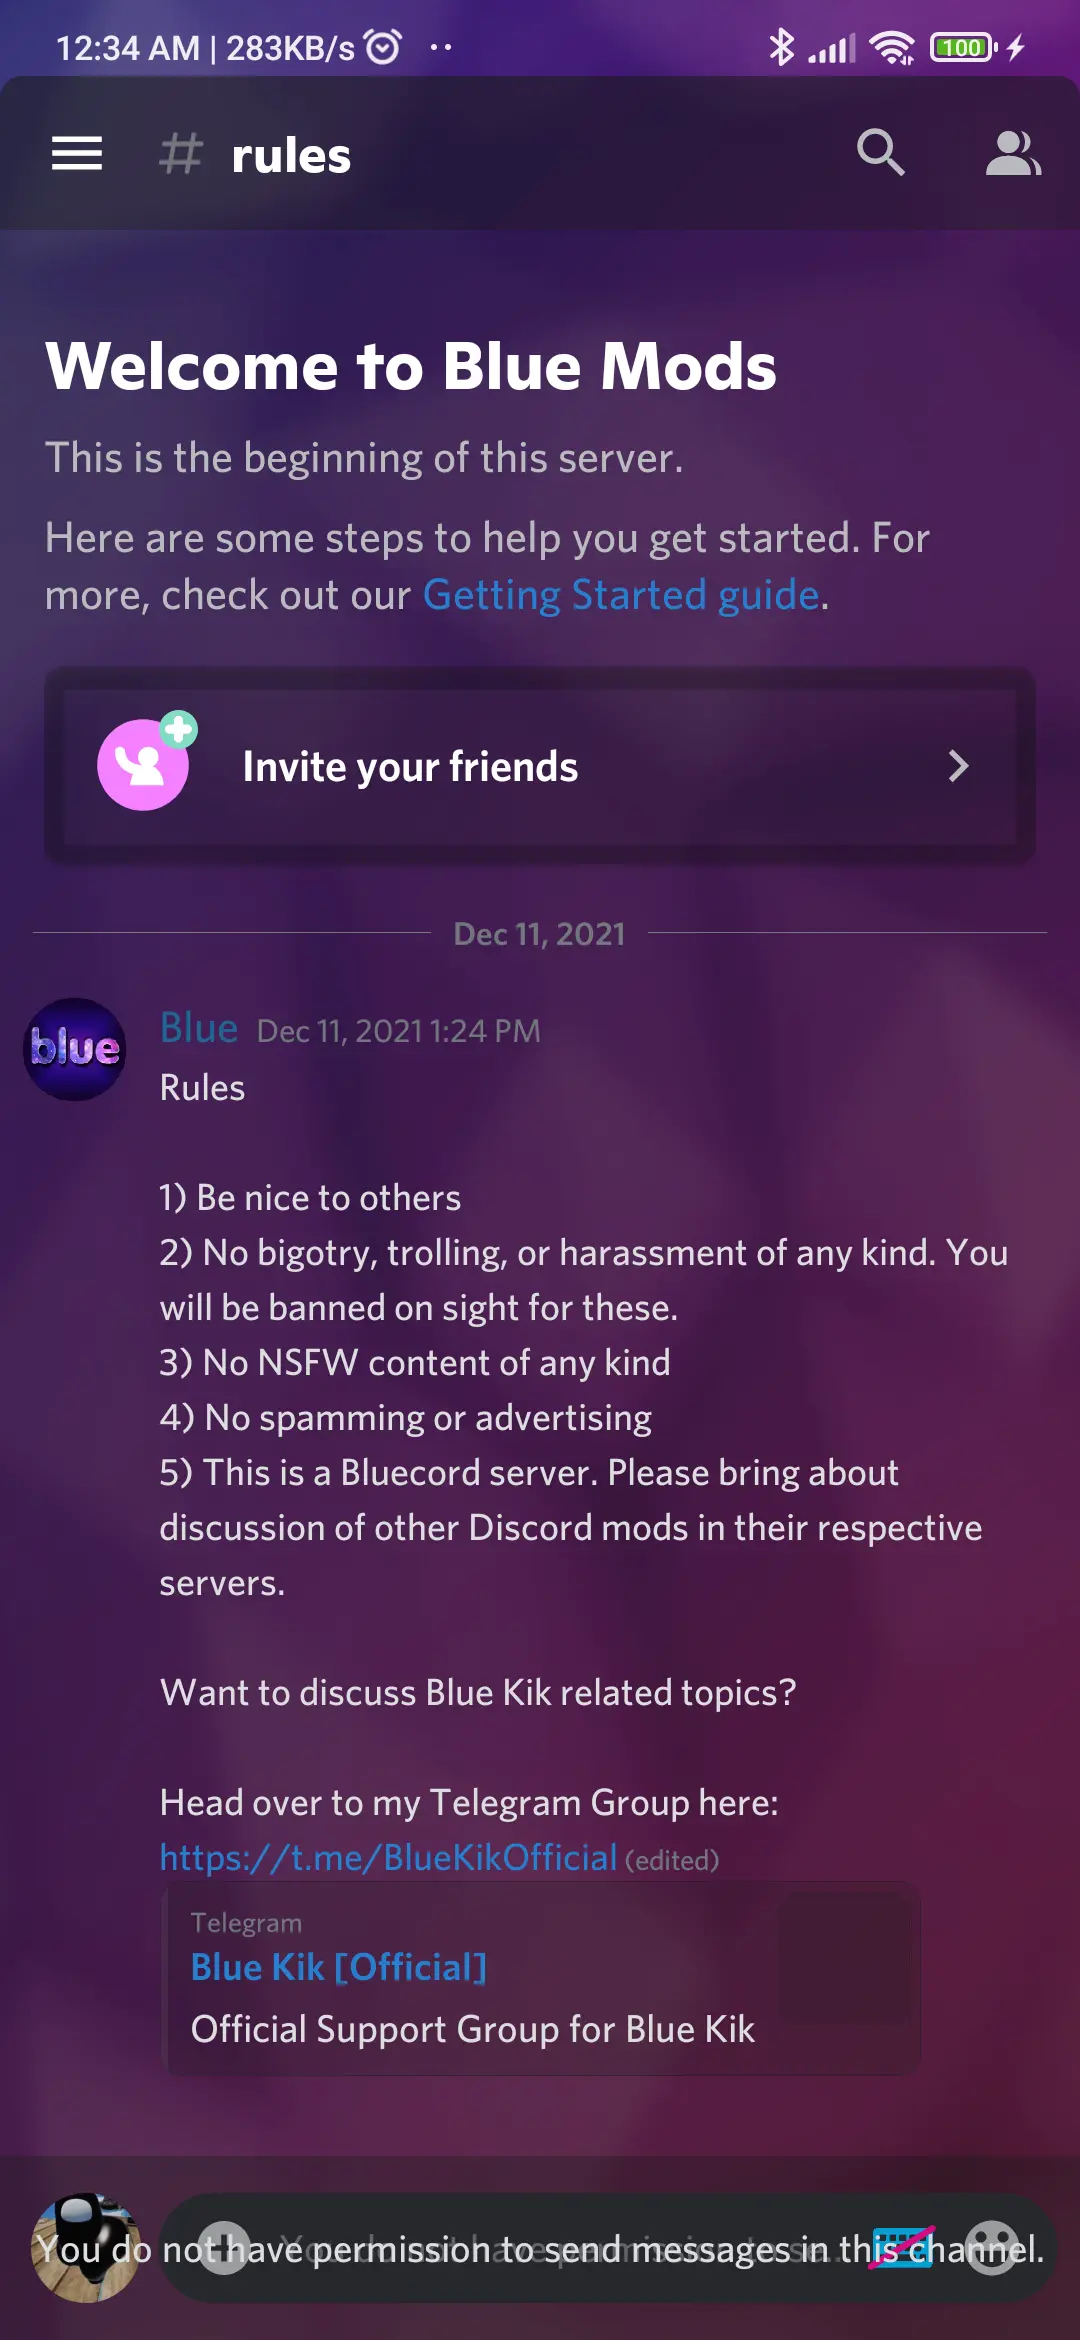 12:34 AM | 283KB/s
100
# rules
Welcome to Blue Mods
This is the beginning of this server.
Here are some steps to help you get started. For
more, check out our Getting Started guide.
Invite your friends
Dec 11, 2021
blue
Blue Dec 11, 2021 1:24 PM
Rules
1) Be nice to others
2) No bigotry, trolling, or harassment of any kind. You
will be banned on sight for these.
3) No NSFW content of any kind
4) No spamming or advertising
5) This is a Bluecord server. Please bring about
discussion of other Discord mods in their respective
servers.
Want to discuss Blue Kik related topics?
Head over to my Telegram Group here:
https://t.me/BlueKikOfficial (edited)
Telegram
Blue Kik [Official]
Official Support Group for Blue Kik
You do not have permission to send messages in this channel.